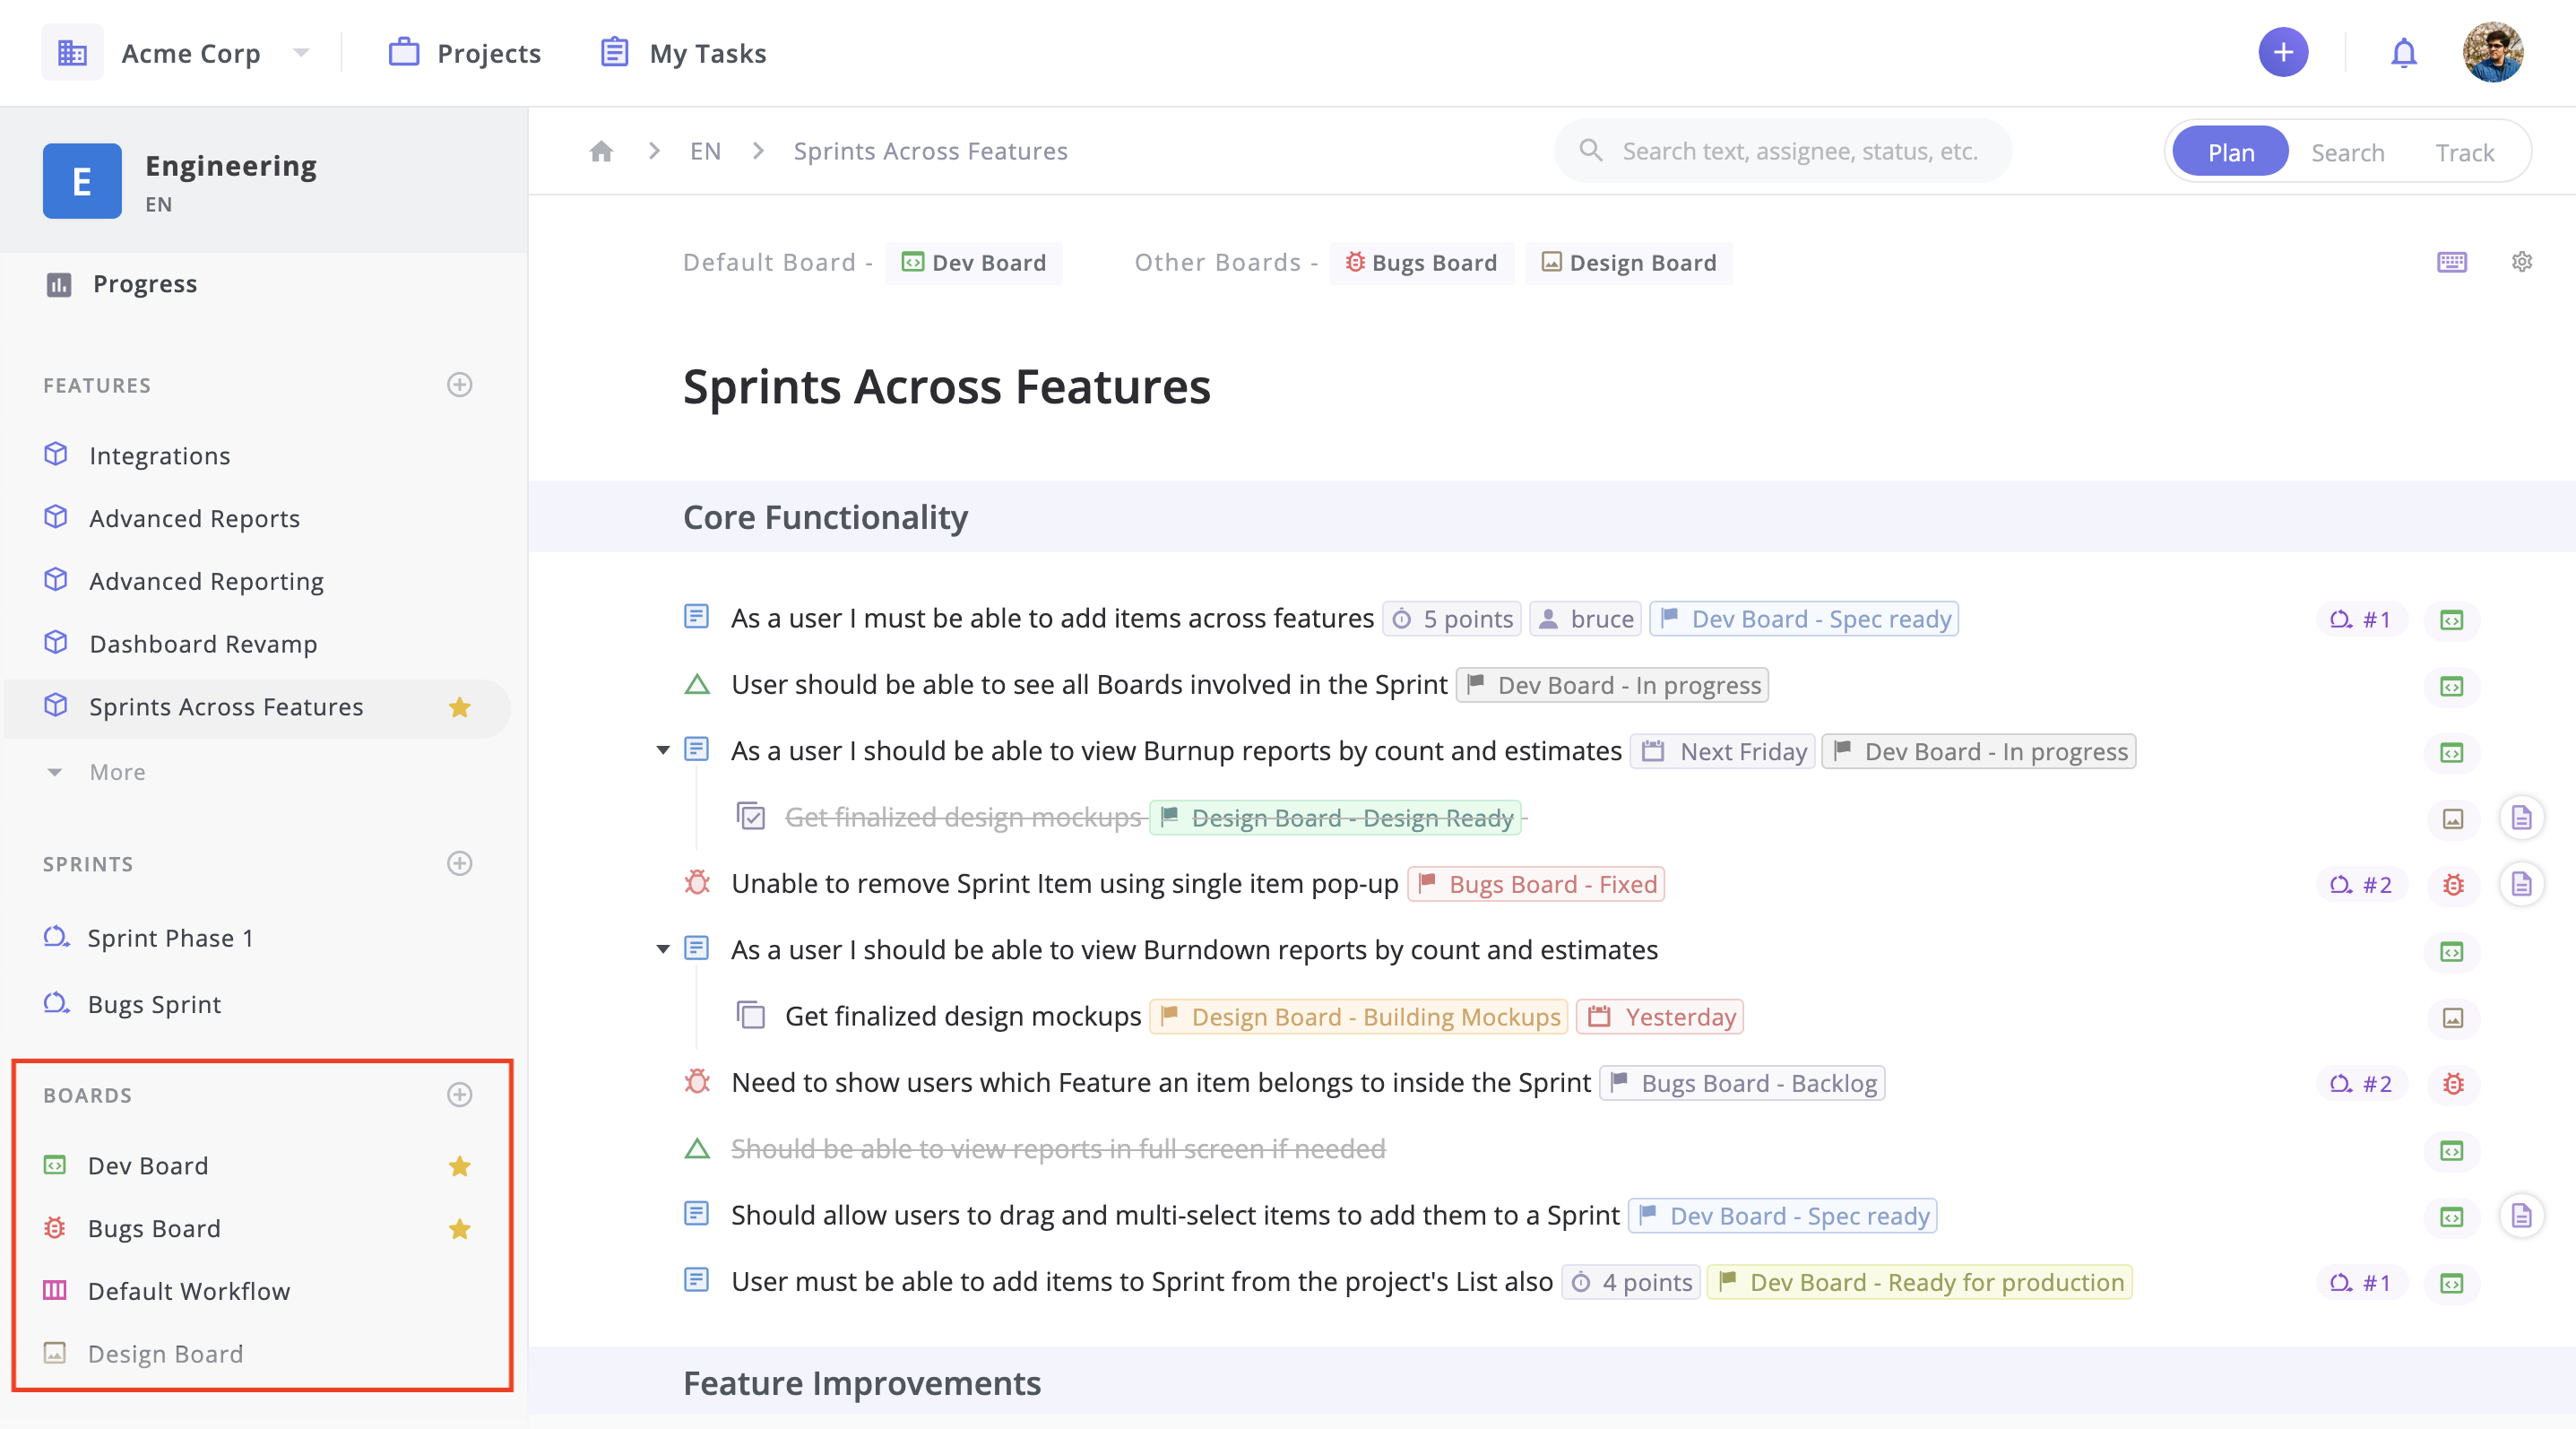 Acme Corp
Projects
My Tasks
E
Engineering
EN
Progress
FEATURES
Integrations
Advanced Reports
Advanced Reporting
Dashboard Revamp
Sprints Across Features
More
SPRINTS
Sprint Phase 1
Bugs Sprint
BOARDS
Dev Board
Bugs Board
Default Workflow
Design Board
EN > Sprints Across Features
Search text, assignee, status, etc.
Plan Search Track
Default Board - Dev Board Other Boards - Bugs Board Design Board
Sprints Across Features
Core Functionality
As a user I must be able to add items across features 5 points bruce Dev Board - Spec ready #1
User should be able to see all Boards involved in the Sprint Dev Board - In progress
As a user I should be able to view Burnup reports by count and estimates Next Friday Dev Board - In progress
Get finalized design mockups Design Board - Design Ready
Unable to remove Sprint Item using single item pop-up Bugs Board - Fixed #2
As a user I should be able to view Burndown reports by count and estimates
Get finalized design mockups Design Board - Building Mockups Yesterday
Need to show users which Feature an item belongs to inside the Sprint Bugs Board - Backlog #2
Should be able to view reports in full screen if needed
Should allow users to drag and multi-select items to add them to a Sprint Dev Board - Spec ready
User must be able to add items to Sprint from the project's List also 4 points Dev Board - Ready for production #1
Feature Improvements